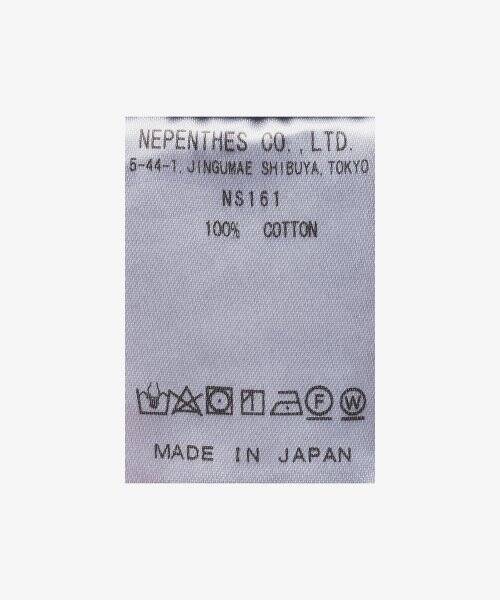 NEPENTHES CO.,LTD.
5-44-1, JINGUMAE SHIBUYA, TOKYO
NS161
100% COTTON
F W
MADE IN JAPAN